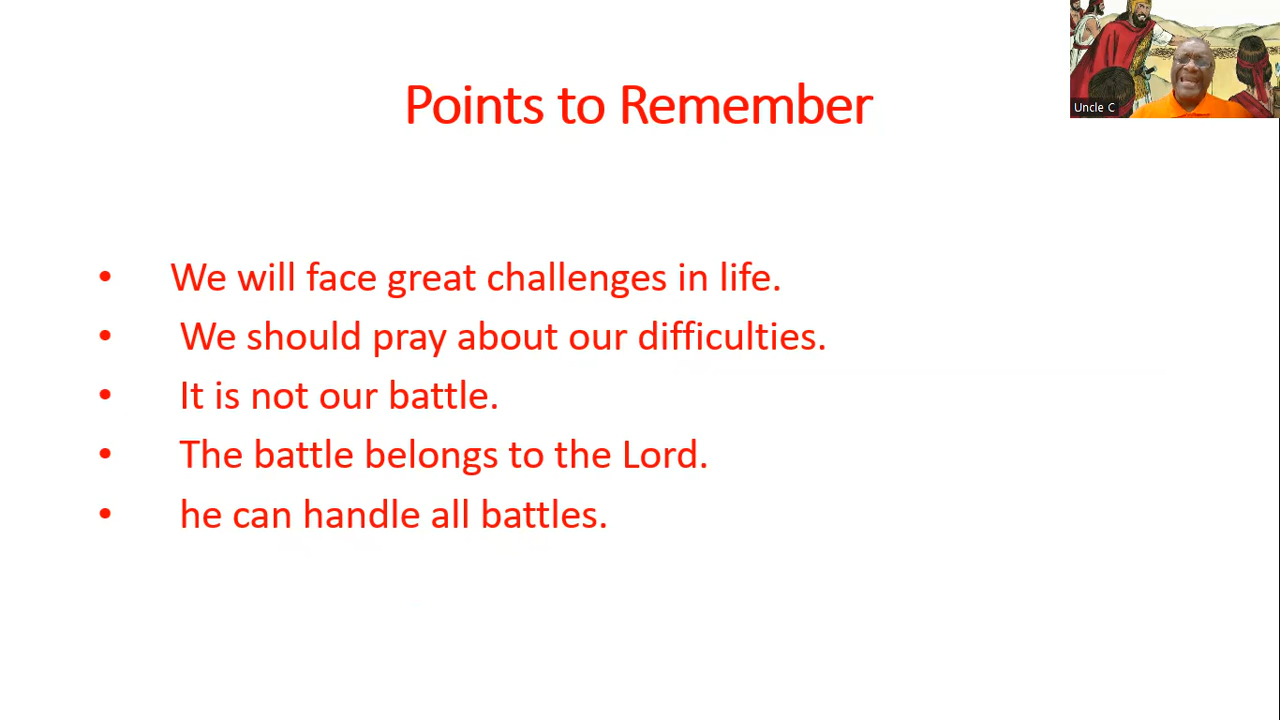 Points to Remember
Uncle C
• We will face great challenges in life.
• We should pray about our difficulties.
• It is not our battle.
• The battle belongs to the Lord.
• he can handle all battles.